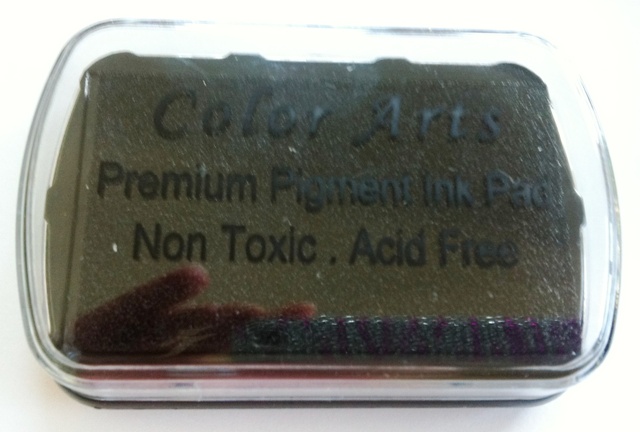 Color Arts
Premium Pigment Ink Pad
Non Toxic . Acid Free